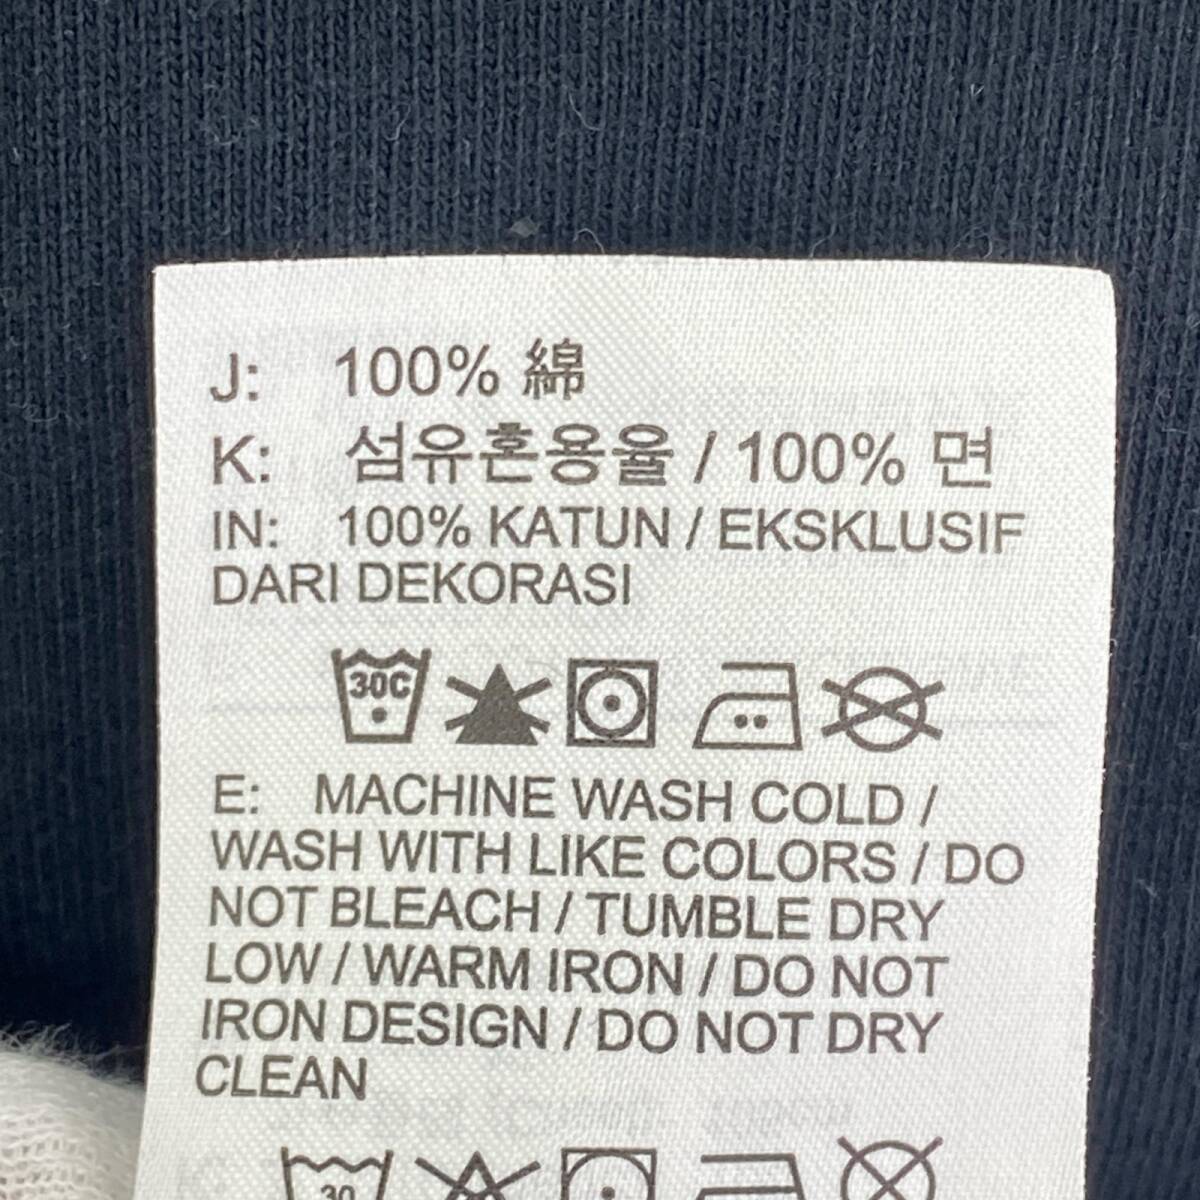 J: 100% 綿
K: 섬유혼용율 / 100% 면
IN: 100% KATUN / EKSKLUSIF
DARI DEKORASI
30C
E: MACHINE WASH COLD /
WASH WITH LIKE COLORS / DO
NOT BLEACH / TUMBLE DRY
LOW / WARM IRON / DO NOT
IRON DESIGN / DO NOT DRY
CLEAN
30